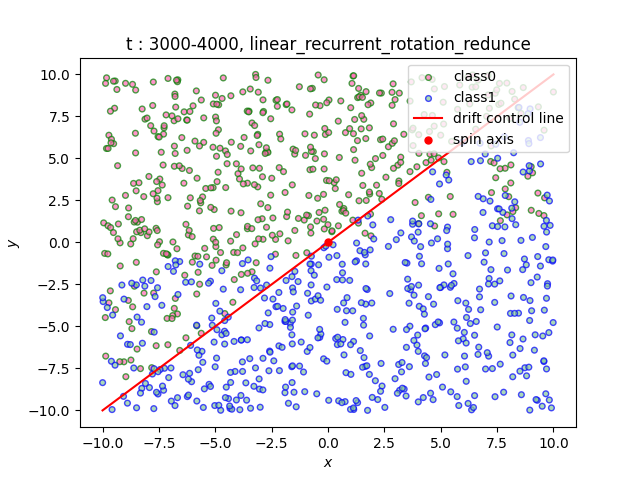 t : 3000-4000, linear_recurrent_rotation_redunce
class0
class1
drift control line
spin axis
10.0
7.5
5.0
2.5
0.0
−2.5
−5.0
−7.5
−10.0
y
−10.0 −7.5 −5.0 −2.5 0.0 2.5 5.0 7.5 10.0
x